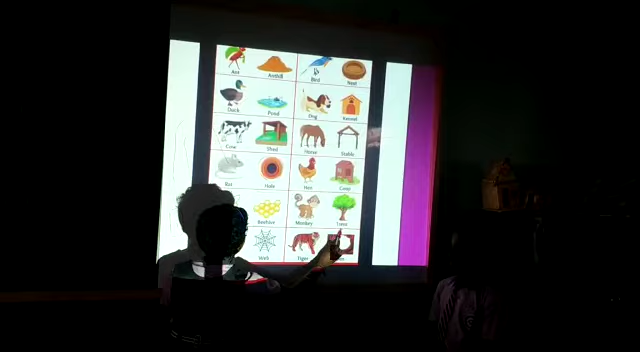 Ant Anthill Bird Nest
Duck Pond Dog Kennel
Cow Shed Horse Stable
Rat Hole Hen Coop
Beehive Monkey Trees
Web Tiger